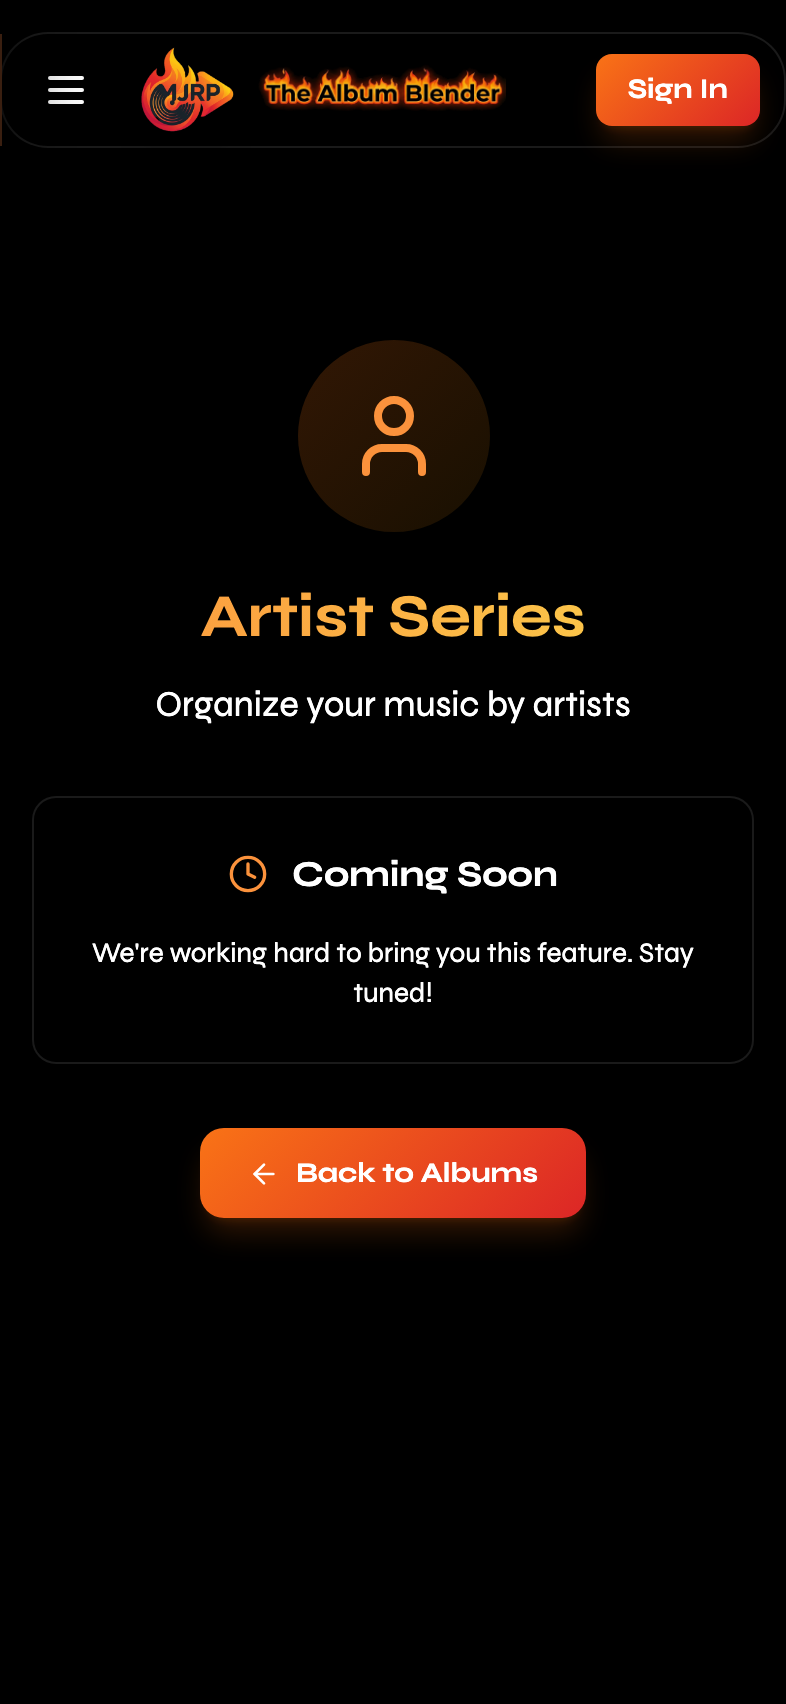 MJRP
The Album Blender
Sign In
Artist Series
Organize your music by artists
Coming Soon
We're working hard to bring you this feature. Stay
tuned!
Back to Albums